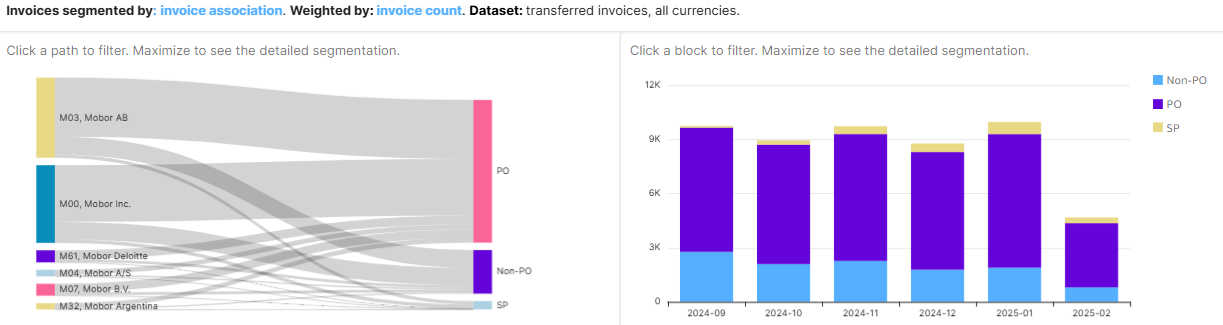 Invoices segmented by: invoice association. Weighted by: invoice count. Dataset: transferred invoices, all currencies.
Click a path to filter. Maximize to see the detailed segmentation.
M03, Mobor AB
M00, Mobor Inc.
M61, Mobor Deloitte
M04, Mobor A/S
M07, Mobor B.V.
M32, Mobor Argentina
PO
Non-PO
SP
Click a block to filter. Maximize to see the detailed segmentation.
12K
9K
6K
3K
0
2024-09 2024-10 2024-11 2024-12 2025-01 2025-02
Non-PO
PO
SP